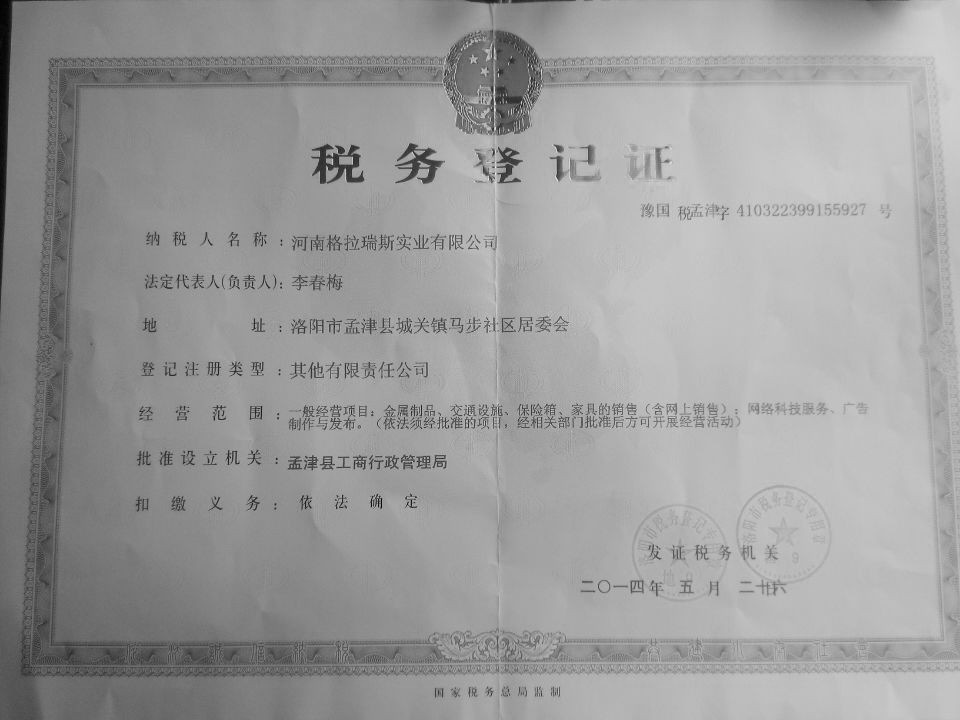 税务登记证
豫国 税 孟津 字 410322399155927 号
纳税人名称：河南格拉瑞斯实业有限公司
法定代表人(负责人)：李春梅
地址：洛阳市孟津县城关镇马步社区居委会
登记注册类型：其他有限责任公司
经营范围：一般经营项目：金属制品、交通设施、保险箱、家具的销售（含网上销售）；网络科技服务、广告
制作与发布。（依法须经批准的项目，经相关部门批准后方可开展经营活动）
批准设立机关：孟津县工商行政管理局
扣缴义务：依法确定
洛阳市税务登记专用章
发证税务机关
二〇一四年 五 月 二十六
国家税务总局监制